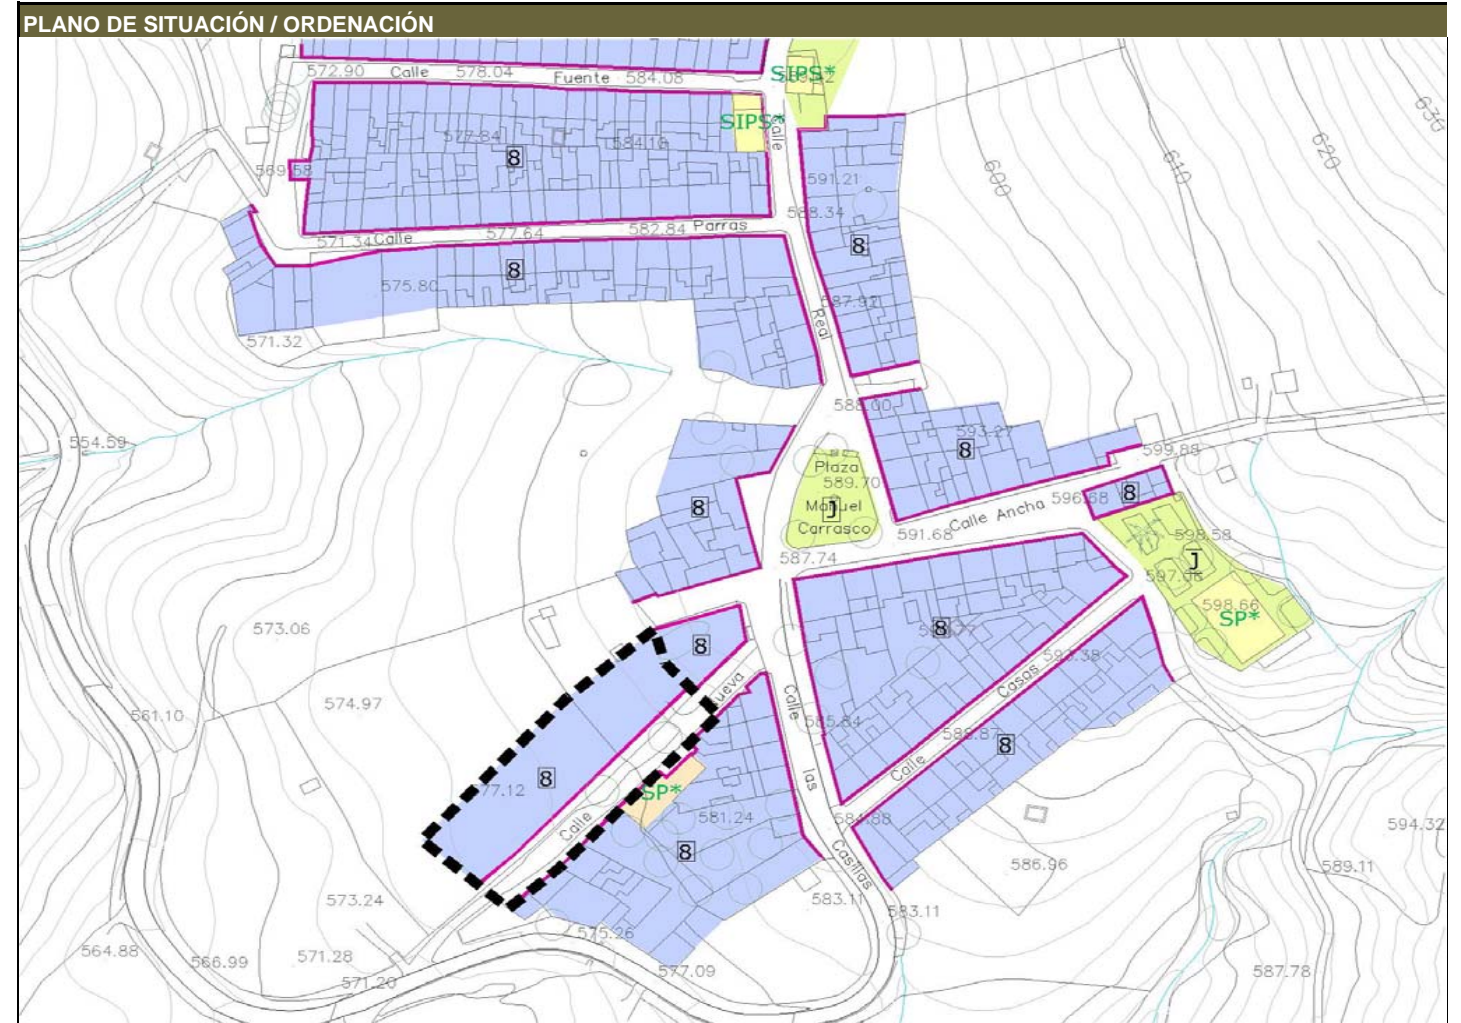 PLANO DE SITUACIÓN / ORDENACIÓN
572.90 Calle 578.04 Fuente 584.08
SIPS*
SIPS*
Calle
630
620
610
600
577.84
584.16
8
569.58
591.21
588.34
571.34 Calle 577.64 582.84 Parras
8
8
575.80
587.92
Real
571.32
588.00
593.27
8
554.59
599.88
Plaza
589.70
Manuel
J
Carrasco
596.68
8
8
Calle Ancha
591.68
587.74
598.58
J
597.06
598.66
SP*
573.06
8
8
593.38
Casas
574.97
Calle
561.10
585.84
588.87
8
8
77.12
SP*
las
Calle
581.24
Calle
584.88
594.32
8
Casillas
586.96
589.11
573.24
583.11
583.11
575.26
564.88
566.99
571.28
571.20
577.09
587.78